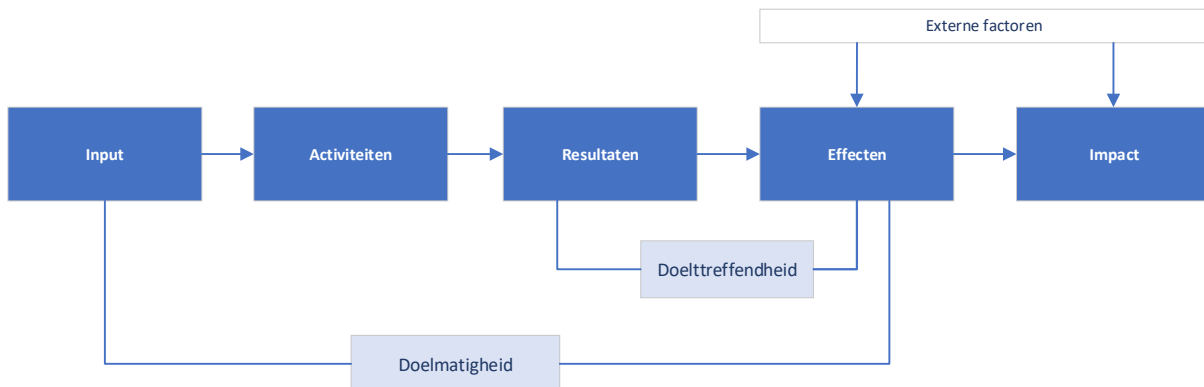 Externe factoren
Input
Activiteiten
Resultaten
Effecten
Impact
Doelttreffendheid
Doelmatigheid